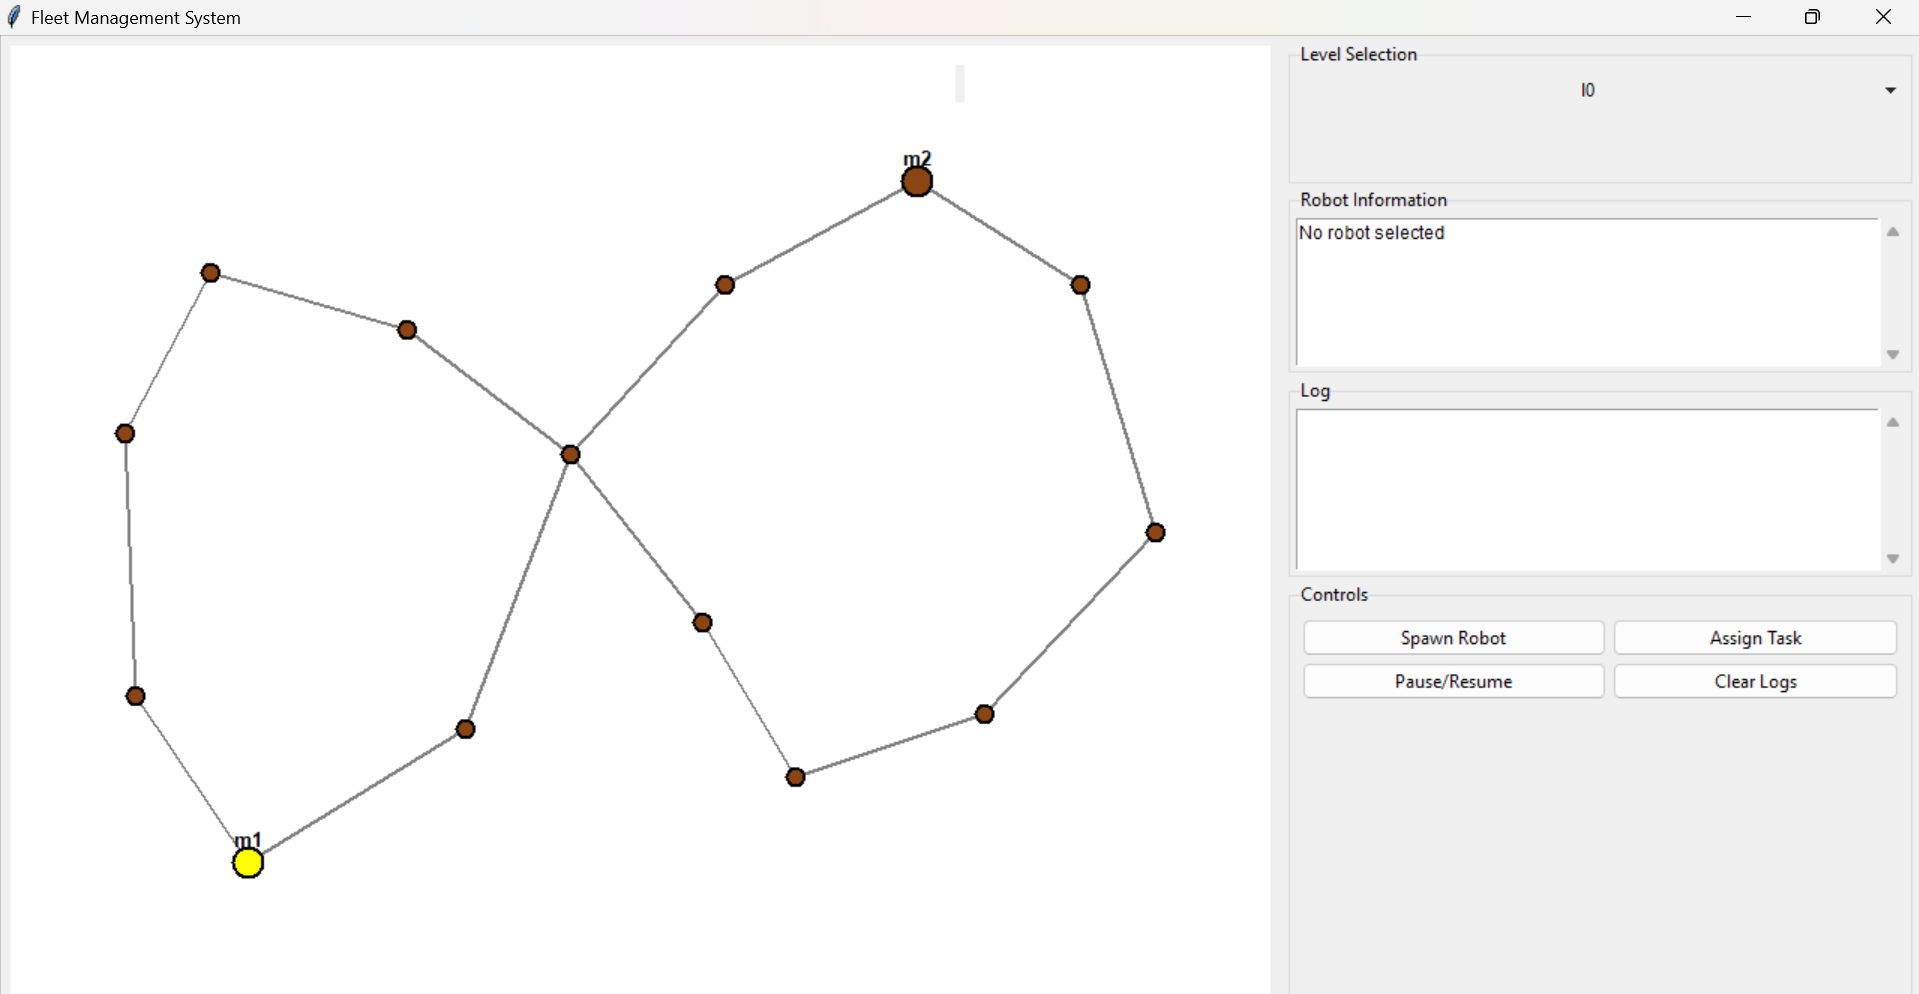 Fleet Management System
m2
m1
Level Selection
l0
Robot Information
No robot selected
Log
Controls
Spawn Robot
Assign Task
Pause/Resume
Clear Logs